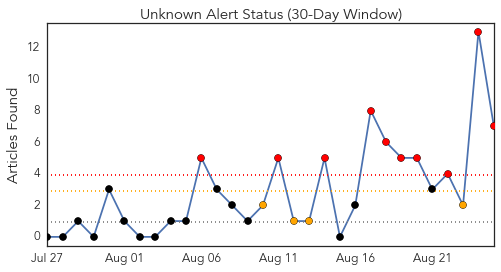 Unknown Alert Status (30-Day Window)
Articles Found
12
10
8
6
4
2
0
Jul 27
Aug 01
Aug 06
Aug 11
Aug 16
Aug 21